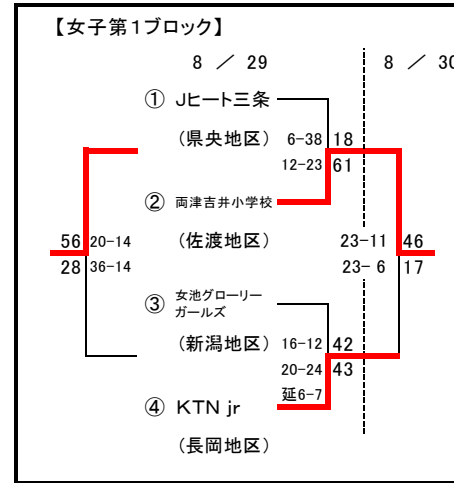 【女子第１ブロック】
8 ／ 29
8 ／ 30
① Jヒート三条
(県央地区) 6-38 18
12-23 61
② 両津吉井小学校
56 20-14 (佐渡地区) 23-11 46
28 36-14 23- 6 17
③ 女池グローリー
ガールズ
(新潟地区) 16-12 42
20-24 43
延6-7
④ KTN jr
(長岡地区)